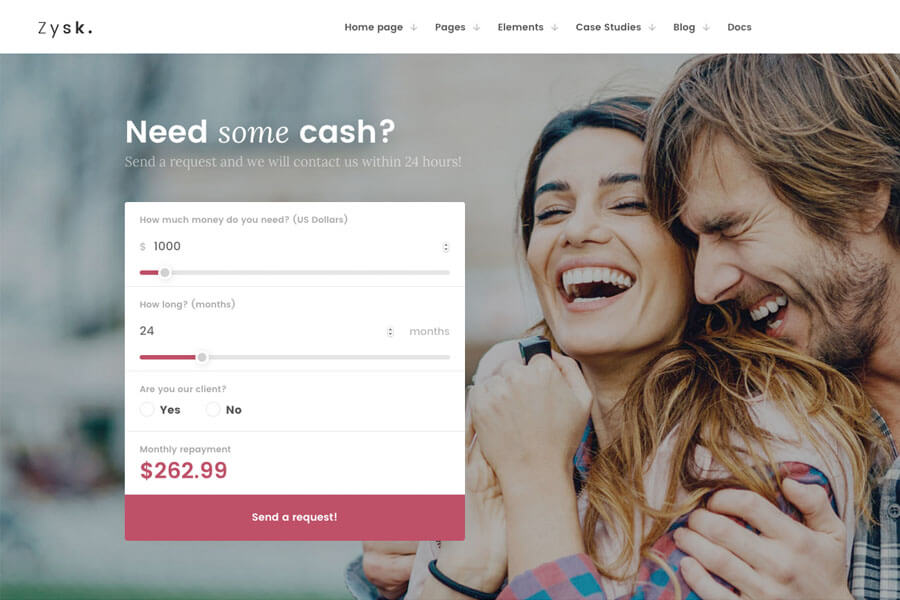 Zysk.
Home page Pages Elements Case Studies Blog Docs
Need some cash?
Send a request and we will contact us within 24 hours!
How much money do you need? (US Dollars)
$ 1000
How long? (months)
24 months
Are you our client?
Yes No
Monthly repayment
$262.99
Send a request!